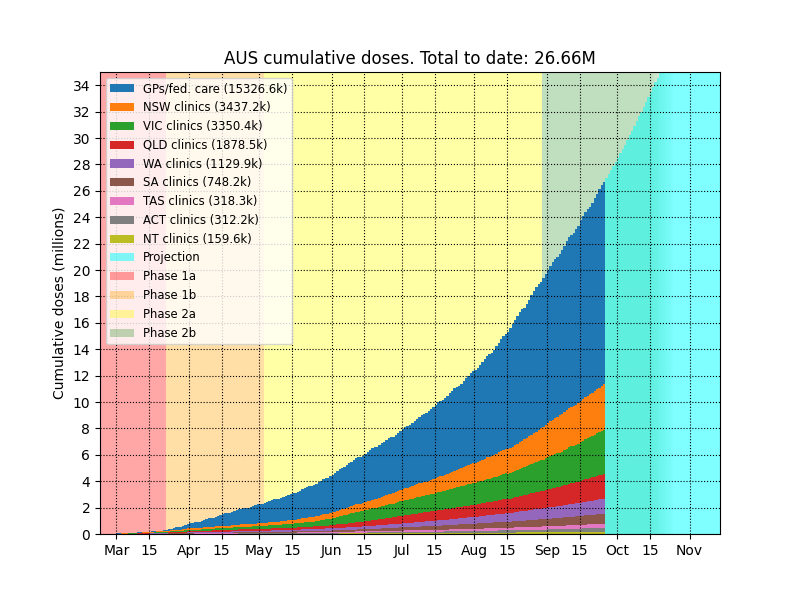 AUS cumulative doses. Total to date: 26.66M
Cumulative doses (millions)
34
32
30
28
26
24
22
20
18
16
14
12
10
8
6
4
2
0
GPs/fed. care (15326.6k)
NSW clinics (3437.2k)
VIC clinics (3350.4k)
QLD clinics (1878.5k)
WA clinics (1129.9k)
SA clinics (748.2k)
TAS clinics (318.3k)
ACT clinics (312.2k)
NT clinics (159.6k)
Projection
Phase 1a
Phase 1b
Phase 2a
Phase 2b
Mar 15 Apr 15 May 15 Jun 15 Jul 15 Aug 15 Sep 15 Oct 15 Nov